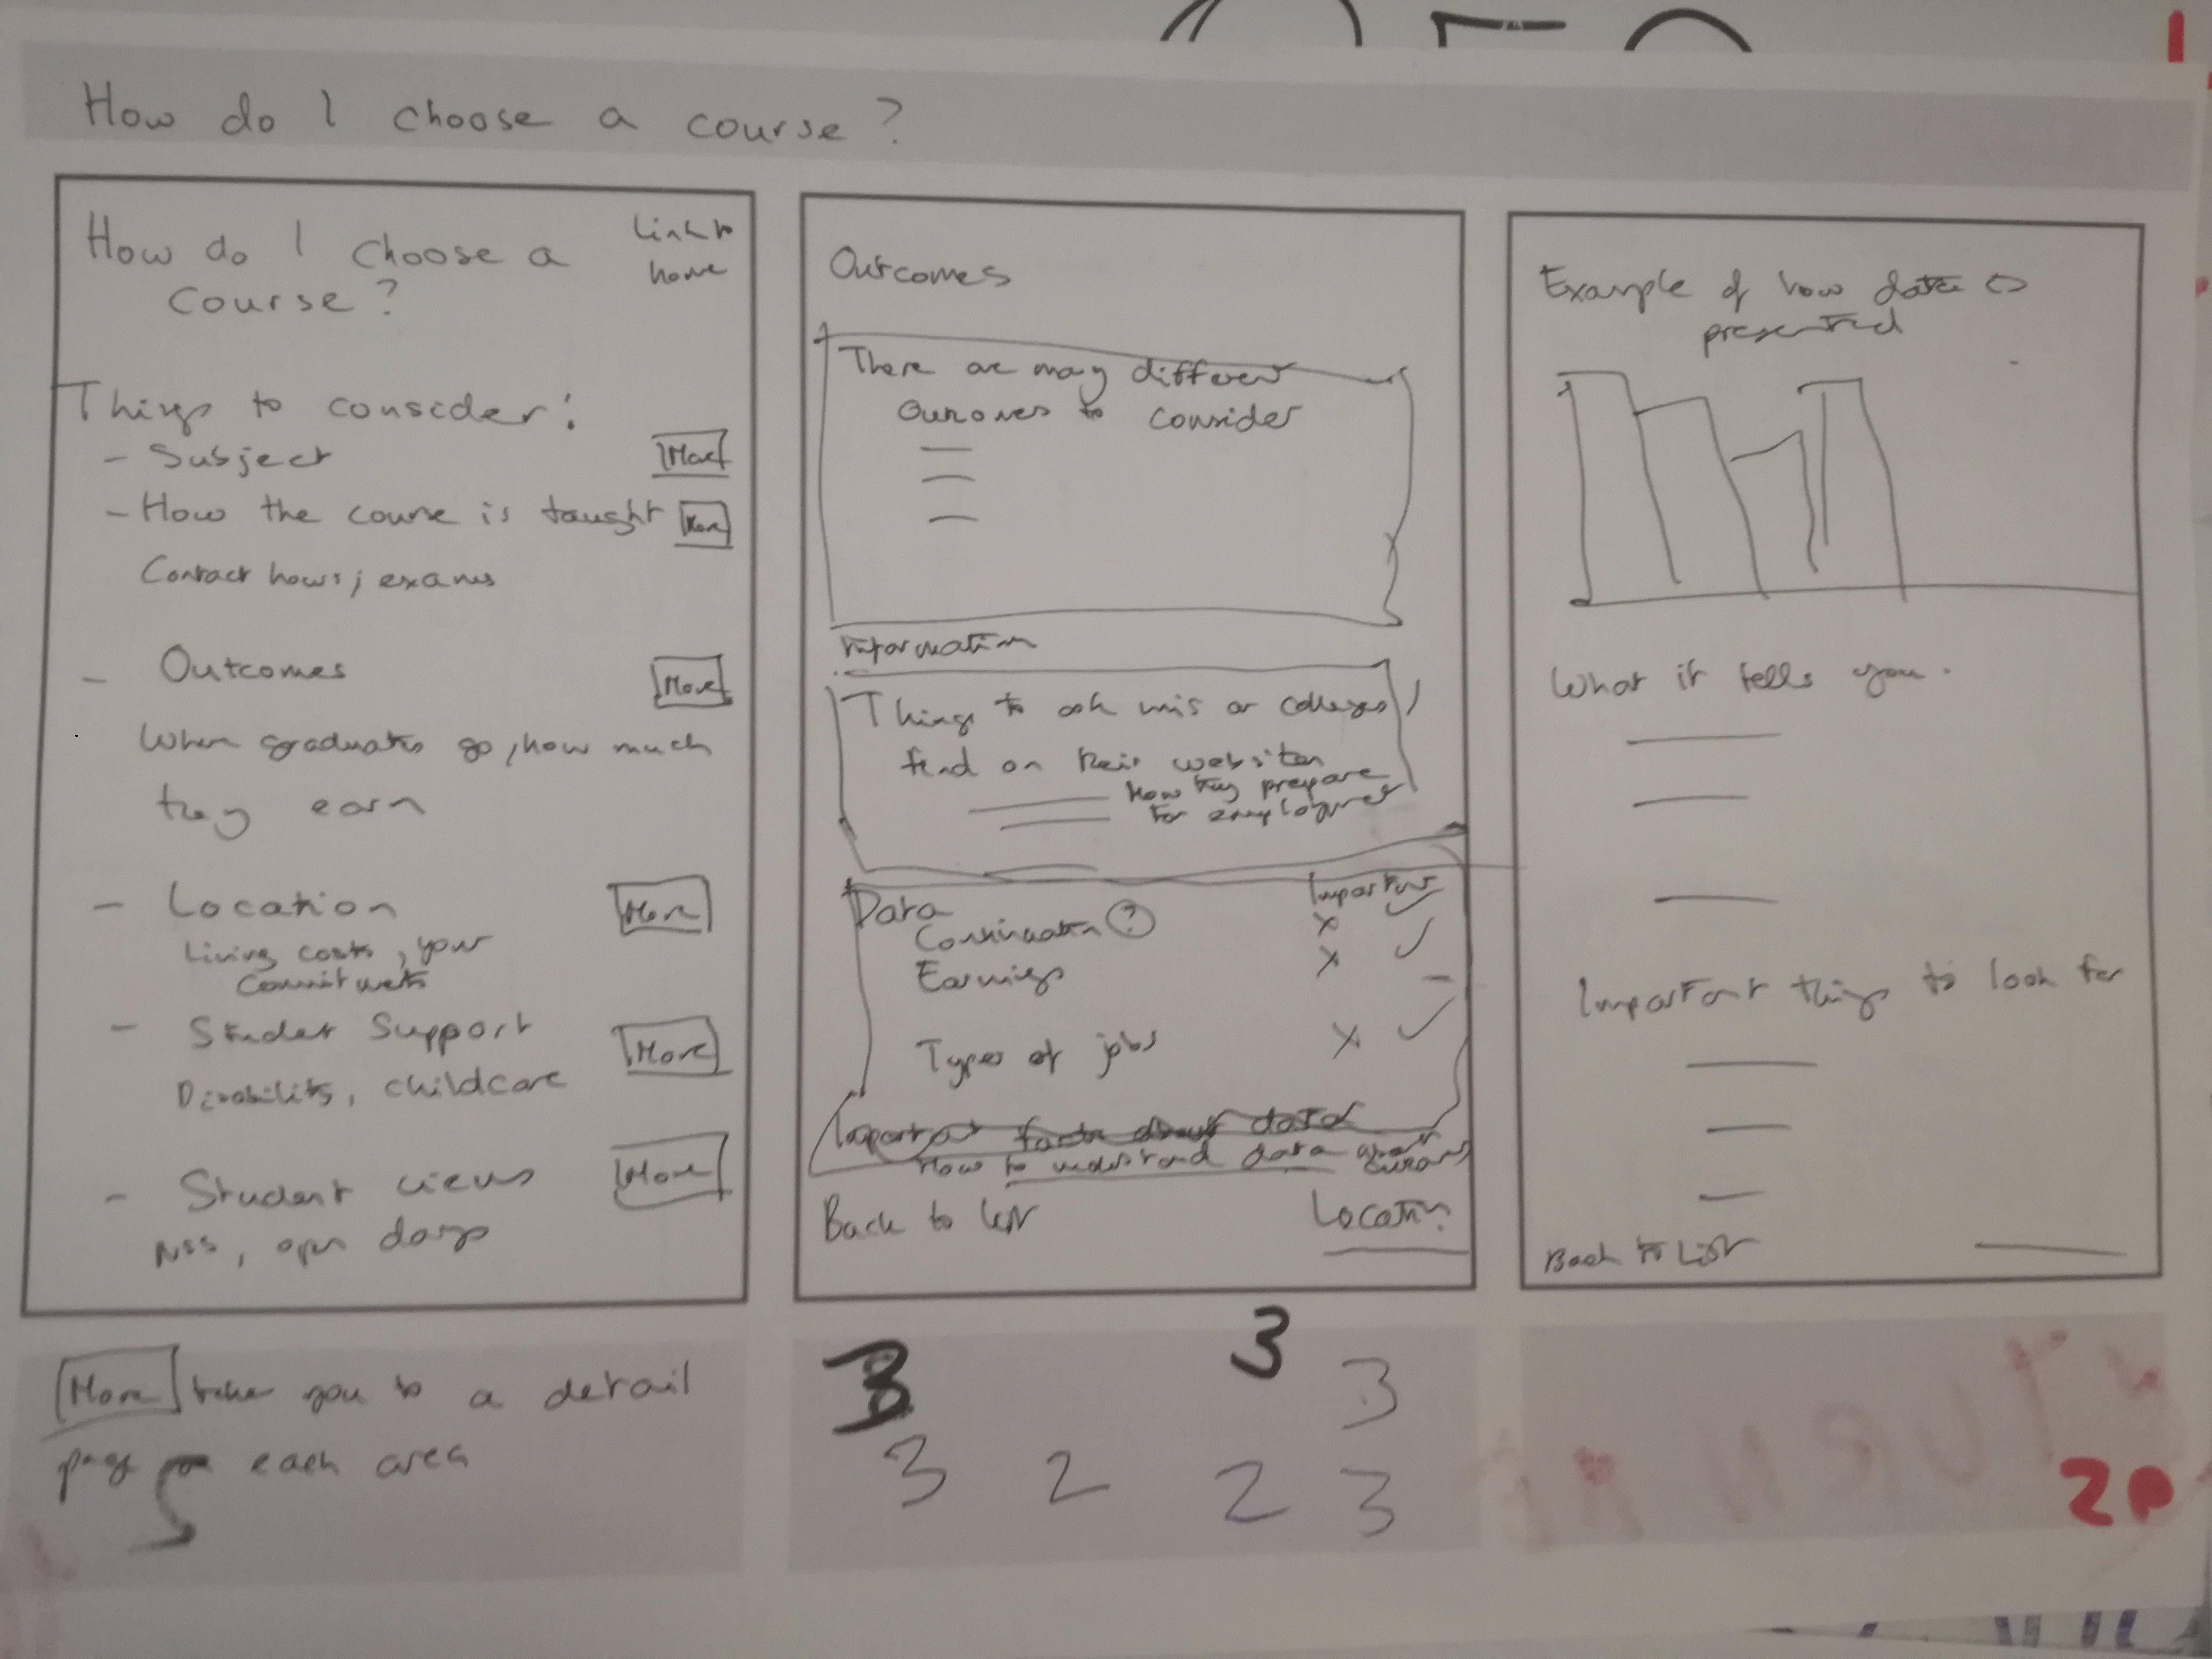 How do I choose a course?
How do I choose a
course?
Link to
home
Things to consider:
- Subject More
- How the course is taught More
Contact hours; exams
- Outcomes More
Where graduates go, how much
they earn
- Location More
Living costs, your
commitments
- Student Support More
Disability, childcare
- Student views More
NSS, open days
More takes you to a detail
page for each area
Outcomes
There are many different
outcomes to consider
Information
Things to ask unis or colleges /
find on their websites
How they prepare
for employment
Data Important
Continuation ? x ✓
Earnings x ✓
–
Types of jobs x ✓
Important facts about data
How to understand data about
Back to list Location
3 3 3
3 2 2 3
Example of how data is
presented
What it tells you.
Important things to look for
Back to List
2P